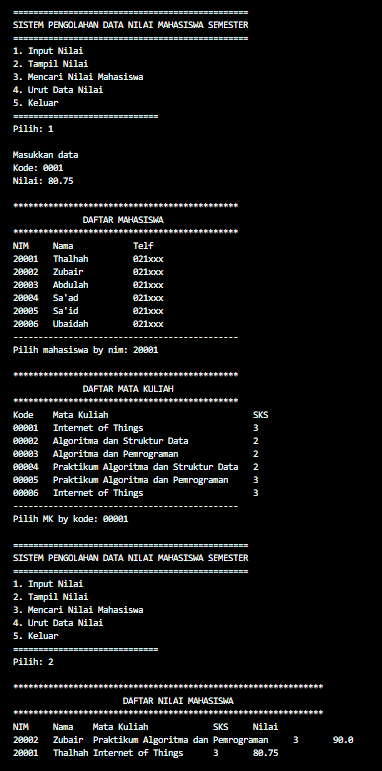 ===============================================
SISTEM PENGOLAHAN DATA NILAI MAHASISWA SEMESTER
===============================================
1. Input Nilai
2. Tampil Nilai
3. Mencari Nilai Mahasiswa
4. Urut Data Nilai
5. Keluar
=============================
Pilih: 1
Masukkan data
Kode: 0001
Nilai: 80.75
*********************************************
DAFTAR MAHASISWA
*********************************************
NIM Nama Telf
20001 Thalhah 021xxx
20002 Zubair 021xxx
20003 Abdulah 021xxx
20004 Sa'ad 021xxx
20005 Sa'id 021xxx
20006 Ubaidah 021xxx
---------------------------------------------
Pilih mahasiswa by nim: 20001
*********************************************
DAFTAR MATA KULIAH
*********************************************
Kode Mata Kuliah SKS
00001 Internet of Things 3
00002 Algoritma dan Struktur Data 2
00003 Algoritma dan Pemrograman 2
00004 Praktikum Algoritma dan Struktur Data 2
00005 Praktikum Algoritma dan Pemrograman 3
00006 Internet of Things 3
---------------------------------------------
Pilih MK by kode: 00001
===============================================
SISTEM PENGOLAHAN DATA NILAI MAHASISWA SEMESTER
===============================================
1. Input Nilai
2. Tampil Nilai
3. Mencari Nilai Mahasiswa
4. Urut Data Nilai
5. Keluar
=============================
Pilih: 2
**************************************************************
DAFTAR NILAI MAHASISWA
**************************************************************
NIM Nama Mata Kuliah SKS Nilai
20002 Zubair Praktikum Algoritma dan Pemrograman 3 90.0
20001 Thalhah Internet of Things 3 80.75